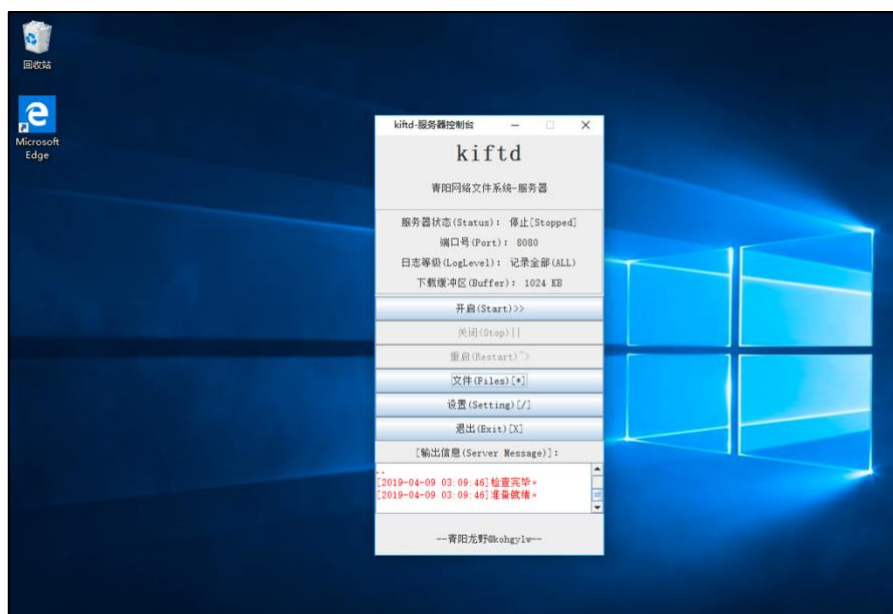 回收站
Microsoft
Edge
kiftd-服务器控制台
kiftd
青阳网络文件系统-服务器
服务器状态(Status): 停止[Stopped]
端口号(Port): 8080
日志等级(LogLevel): 记录全部(ALL)
下载缓冲区(Buffer): 1024 KB
开启(Start)>>
关闭(Stop)||
重启(Restart)~>
文件(Files)[*]
设置(Setting)[/]
退出(Exit)[X]
[输出信息(Server Message)]:
..
[2019-04-09 03:09:46]检查完毕。
[2019-04-09 03:09:46]准备就绪。
--青阳龙野@kohgylw--